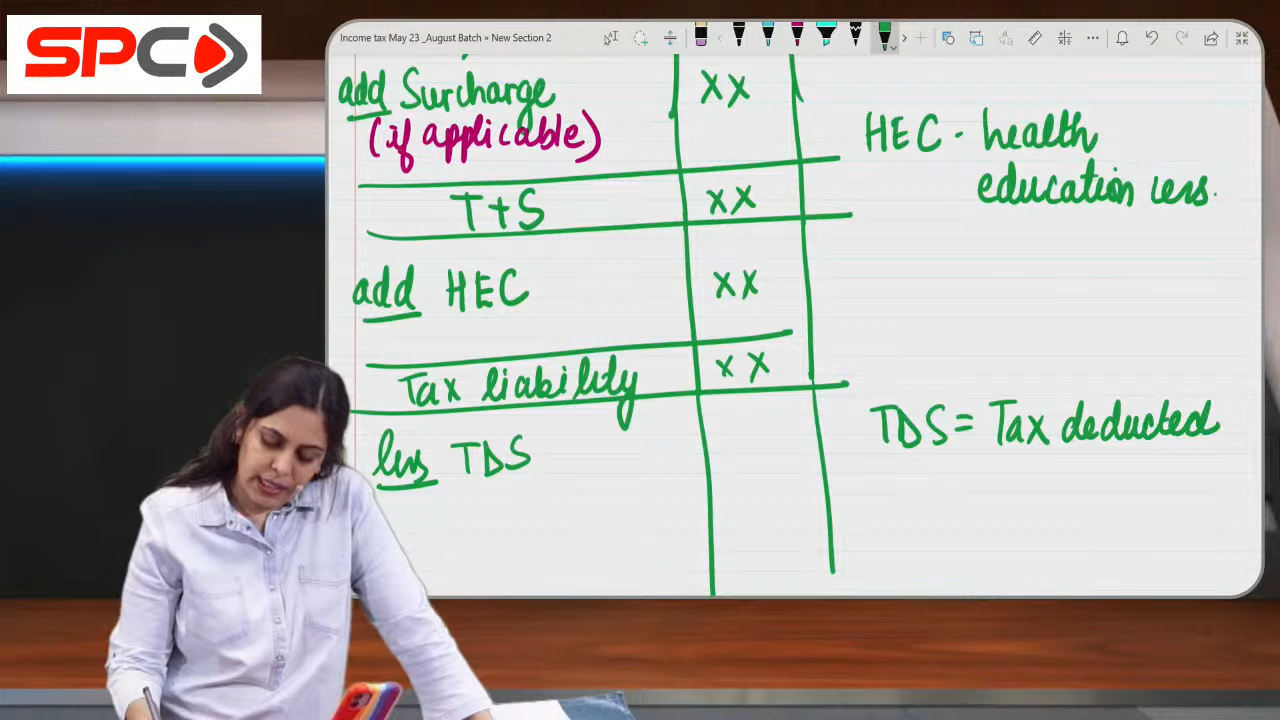 SPC
Income tax May 23 _August Batch » New Section 2
add Surcharge XX
(if applicable)
T+S XX
add HEC XX
Tax liability XX
less TDS
HEC - health
education cess.
TDS = Tax deducted